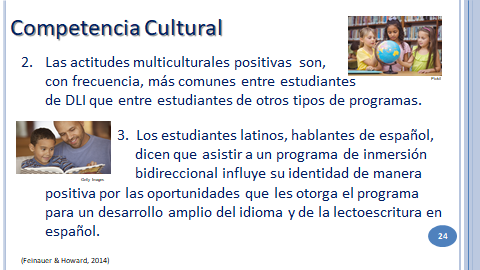 Competencia Cultural
2. Las actitudes multiculturales positivas son,
con frecuencia, más comunes entre estudiantes
Pixbil
de DLI que entre estudiantes de otros tipos de programas.
3. Los estudiantes latinos, hablantes de español,
dicen que asistir a un programa de inmersión
bidireccional influye su identidad de manera
Getty Images
positiva por las oportunidades que les otorga el programa
para un desarrollo amplio del idioma y de la lectoescritura en
español.
24
(Feinauer & Howard, 2014)